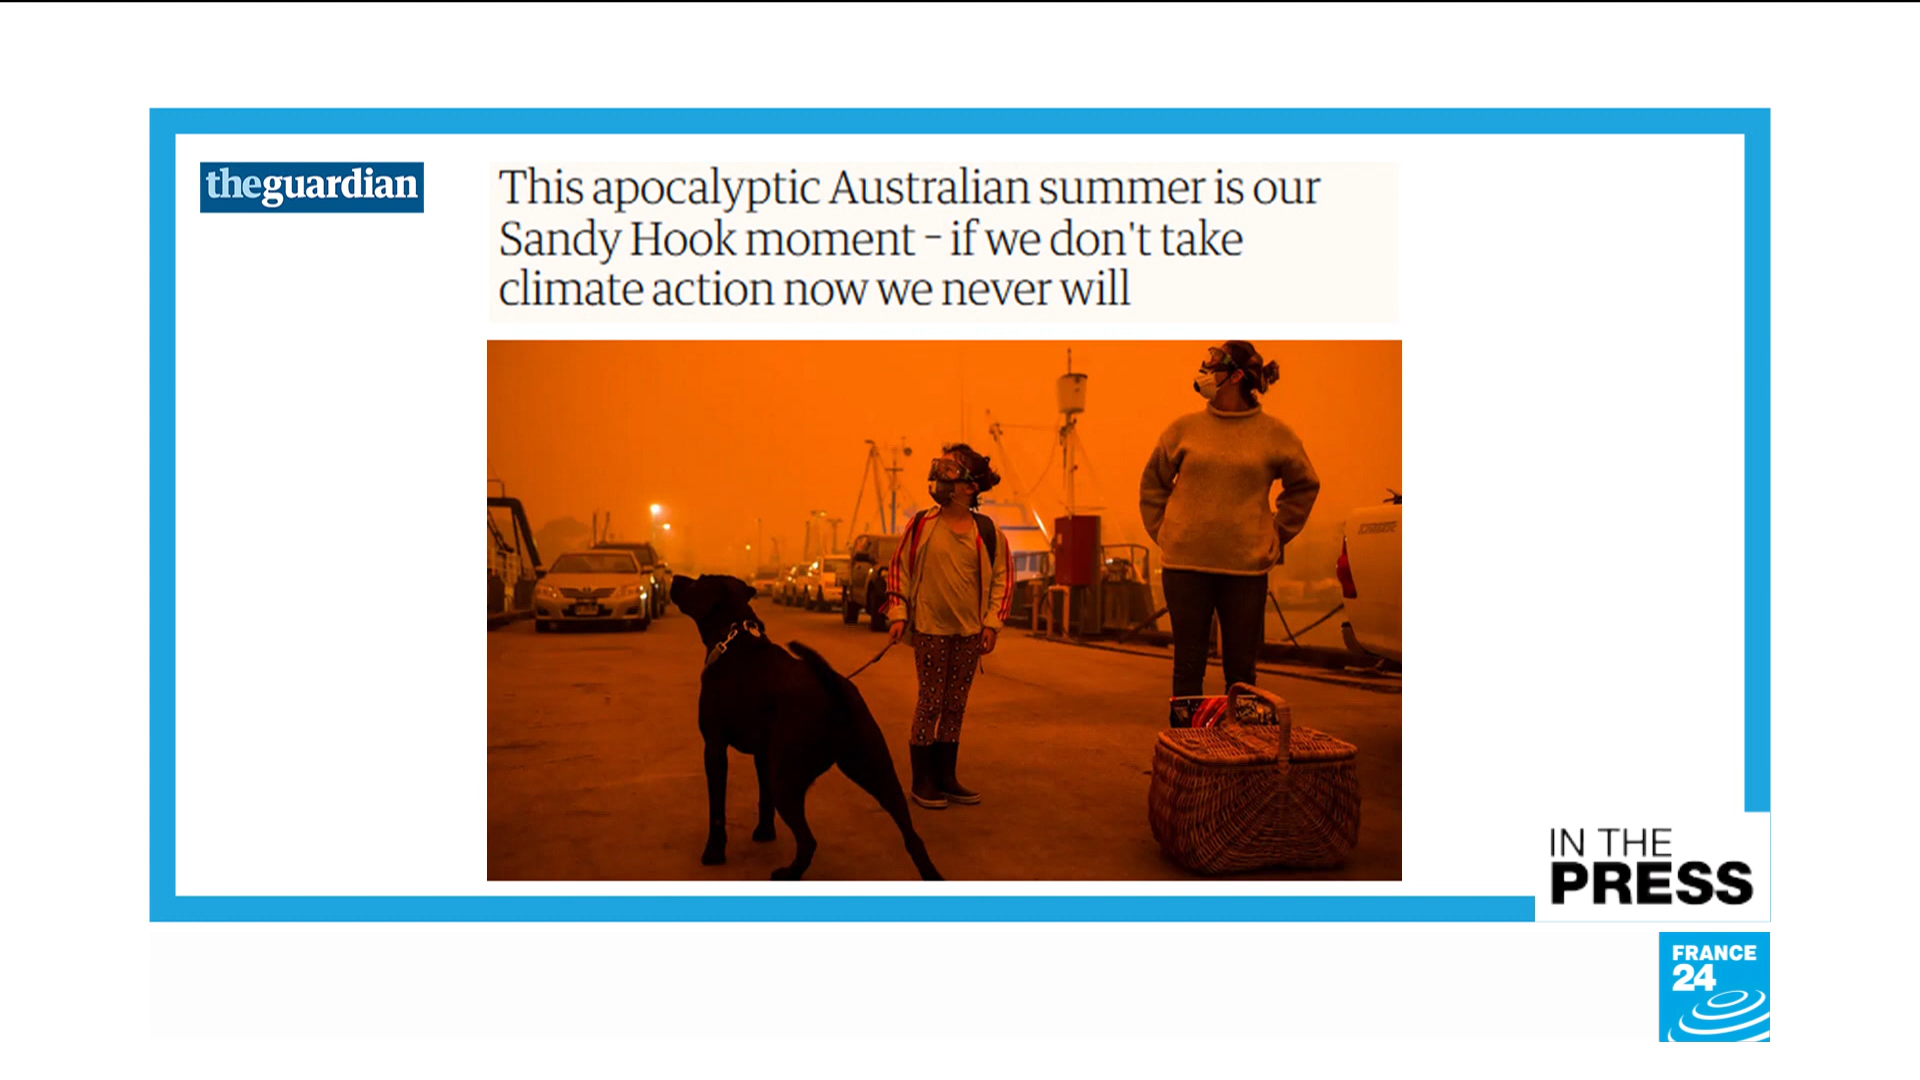 theguardian
This apocalyptic Australian summer is our
Sandy Hook moment – if we don't take
climate action now we never will
IN THE
PRESS
FRANCE
24